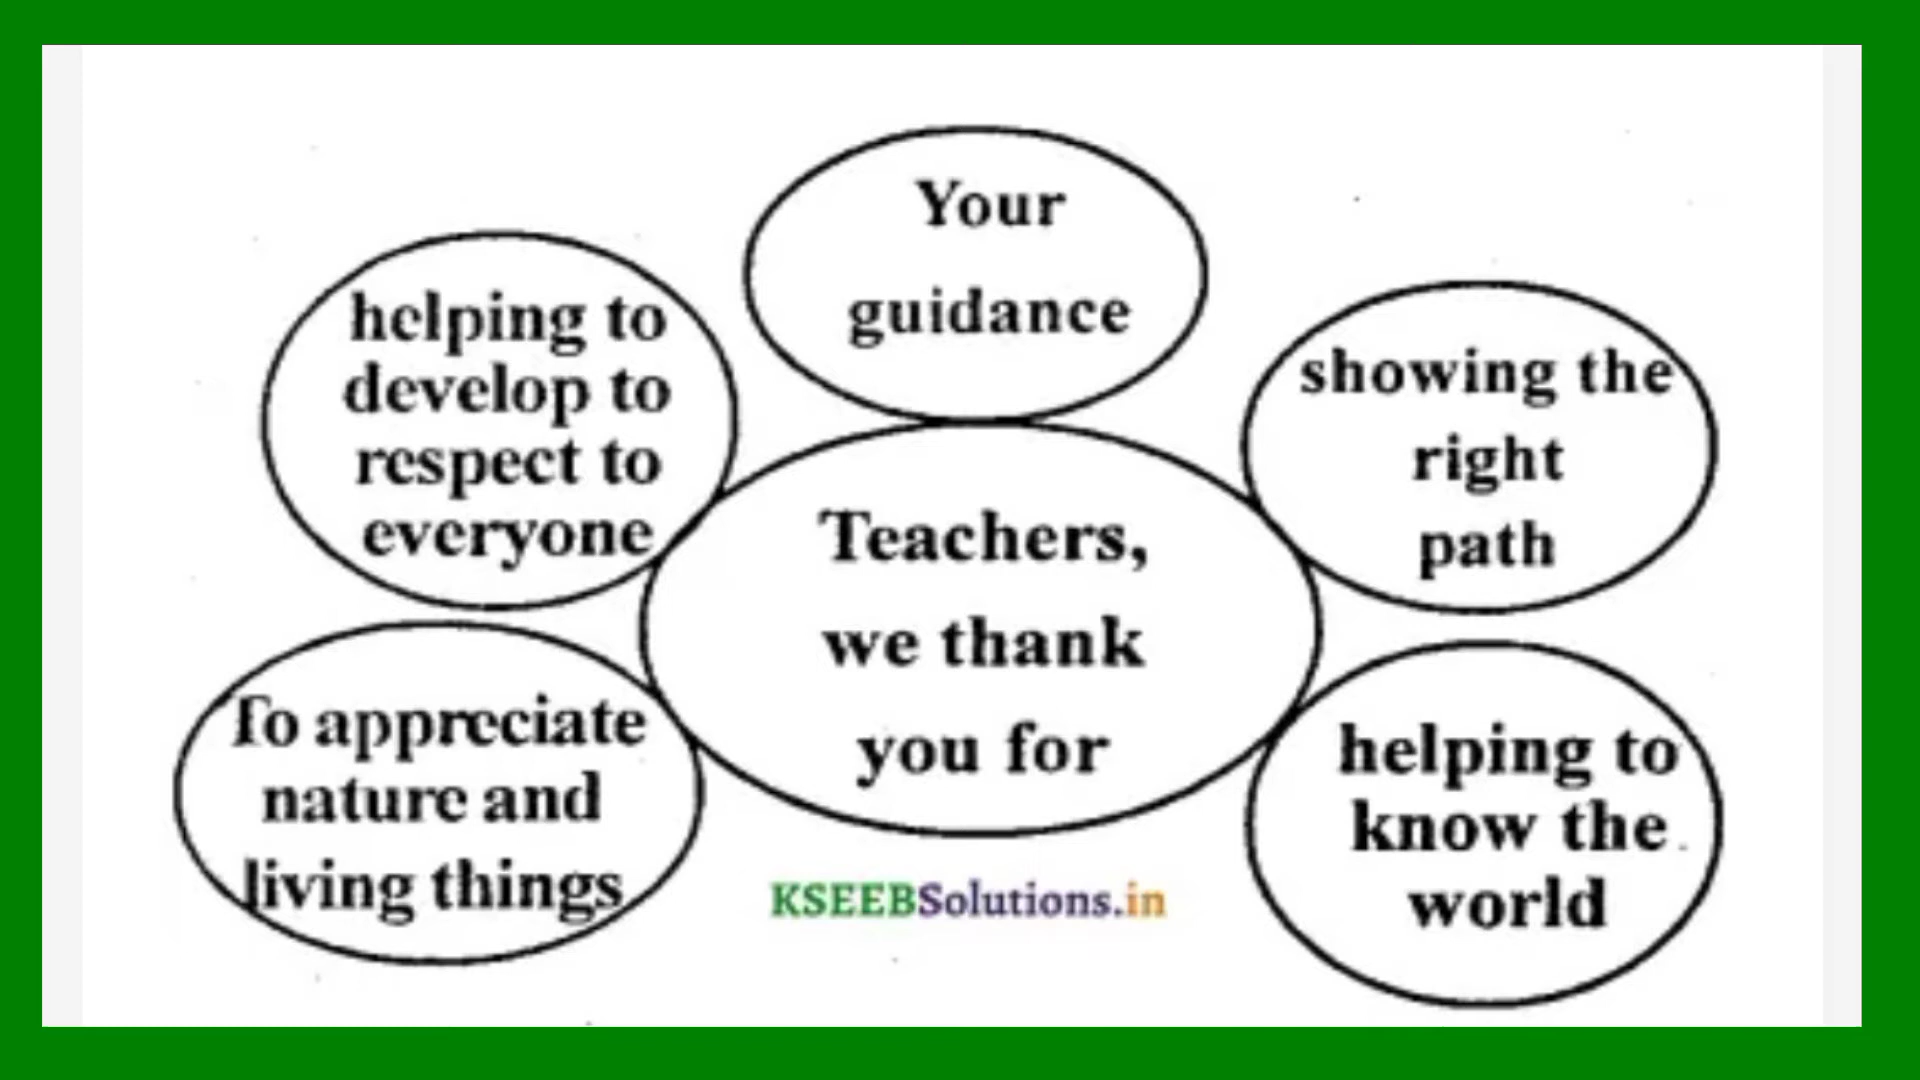 Your
guidance
helping to
develop to
respect to
everyone
showing the
right
path
Teachers,
we thank
you for
To appreciate
nature and
living things
helping to
know the
world
KSEEBSolutions.in